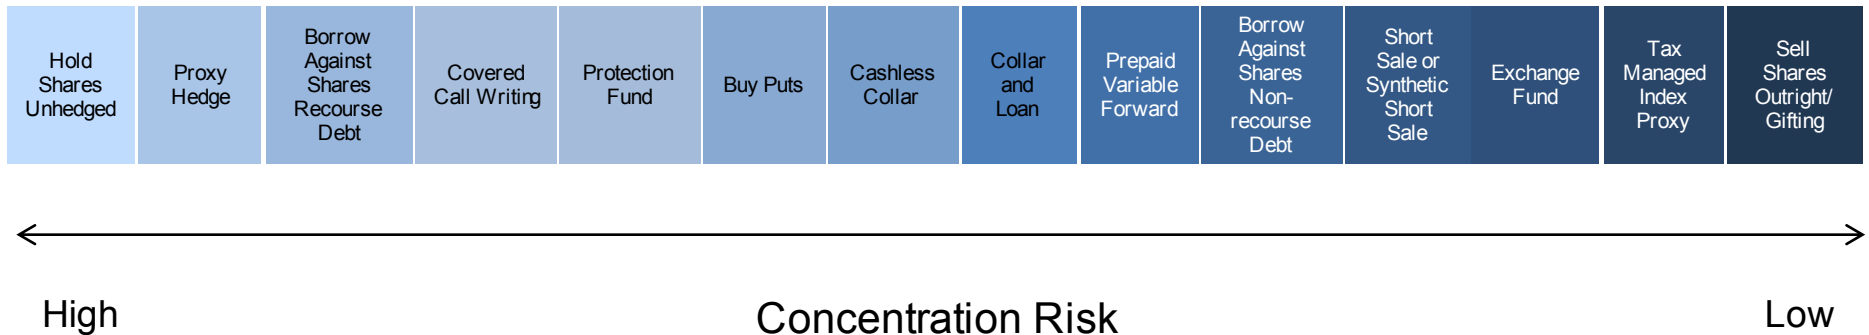 Hold
Shares
Unhedged
Proxy
Hedge
Borrow
Against
Shares
Recourse
Debt
Covered
Call Writing
Protection
Fund
Buy Puts
Cashless
Collar
Collar
and
Loan
Prepaid
Variable
Forward
Borrow
Against
Shares
Non-
recourse
Debt
Short
Sale or
Synthetic
Short
Sale
Exchange
Fund
Tax
Managed
Index
Proxy
Sell
Shares
Outright/
Gifting
High
Concentration Risk
Low